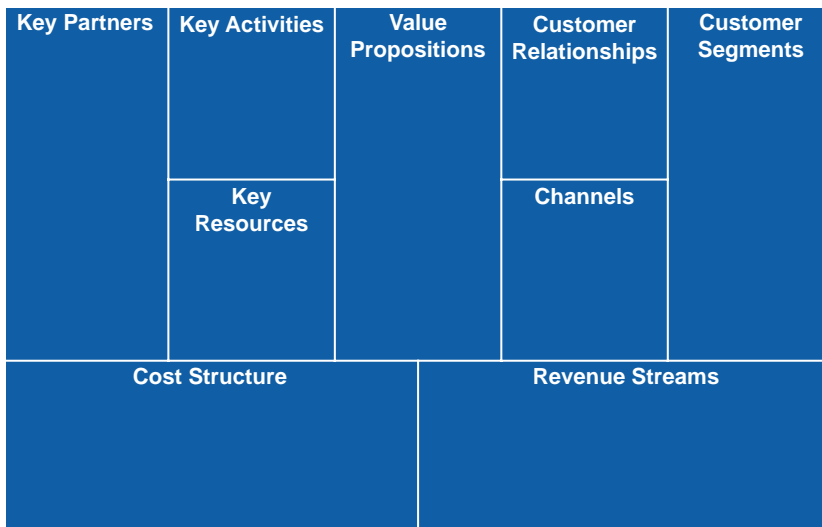 Key Partners
Key Activities
Value
Propositions
Customer
Relationships
Customer
Segments
Key
Resources
Channels
Cost Structure
Revenue Streams